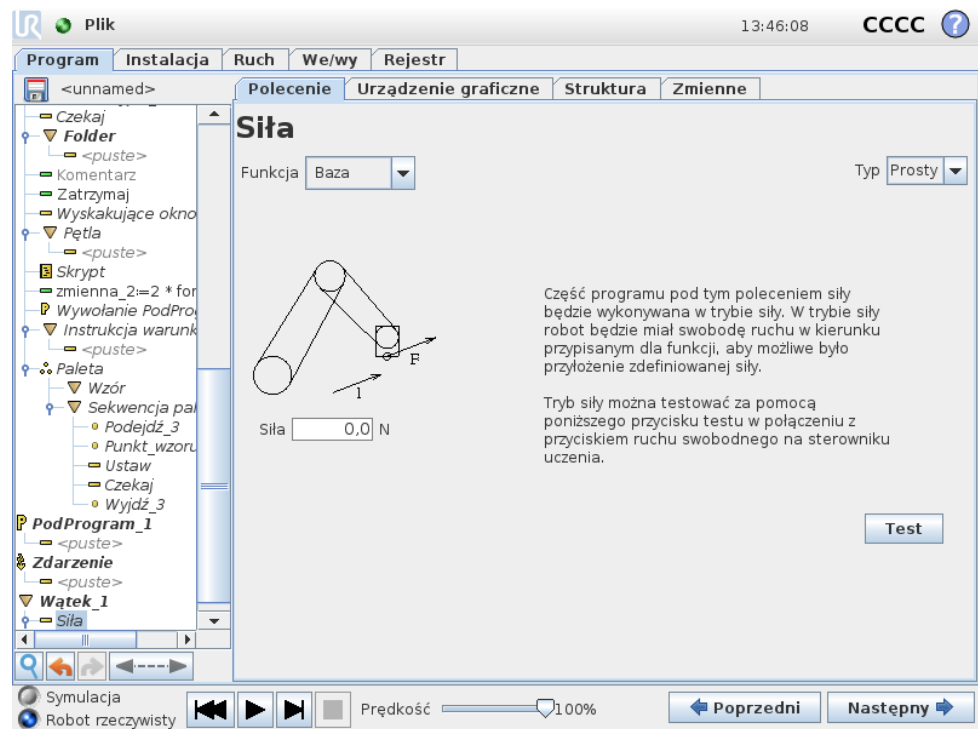 Plik
13:46:08
CCCC
?
Program Instalacja Ruch We/wy Rejestr
<unnamed>
Polecenie Urządzenie graficzne Struktura Zmienne
Czekaj
Folder
<puste>
Komentarz
Zatrzymaj
Wyskakujące okno
Pętla
<puste>
Skrypt
zmienna_2:=2 * for
Wywołanie PodPro
Instrukcja warunk
<puste>
Paleta
Wzór
Sekwencja pal
Podejdź_3
Punkt_wzoru
Ustaw
Czekaj
Wyjdź_3
P PodProgram_1
<puste>
Zdarzenie
<puste>
Wątek_1
Siła
Siła
Funkcja Baza
Typ Prosty
F
1
Siła 0,0 N
Część programu pod tym poleceniem siły
będzie wykonywana w trybie siły. W trybie siły
robot będzie miał swobodę ruchu w kierunku
przypisanym dla funkcji, aby możliwe było
przyłożenie zdefiniowanej siły.
Tryb siły można testować za pomocą
poniższego przycisku testu w połączeniu z
przyciskiem ruchu swobodnego na sterowniku
uczenia.
Test
Symulacja
Robot rzeczywisty
Prędkość 100%
Poprzedni
Następny